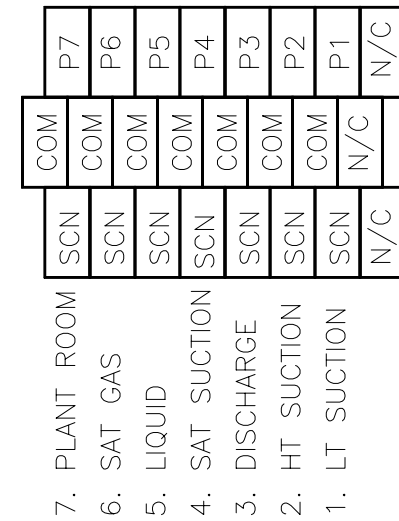 P7 P6 P5 P4 P3 P2 P1 N/C
COM COM COM COM COM COM COM N/C
SCN SCN SCN SCN SCN SCN SCN N/C
7. PLANT ROOM
6. SAT GAS
5. LIQUID
4. SAT SUCTION
3. DISCHARGE
2. HT SUCTION
1. LT SUCTION